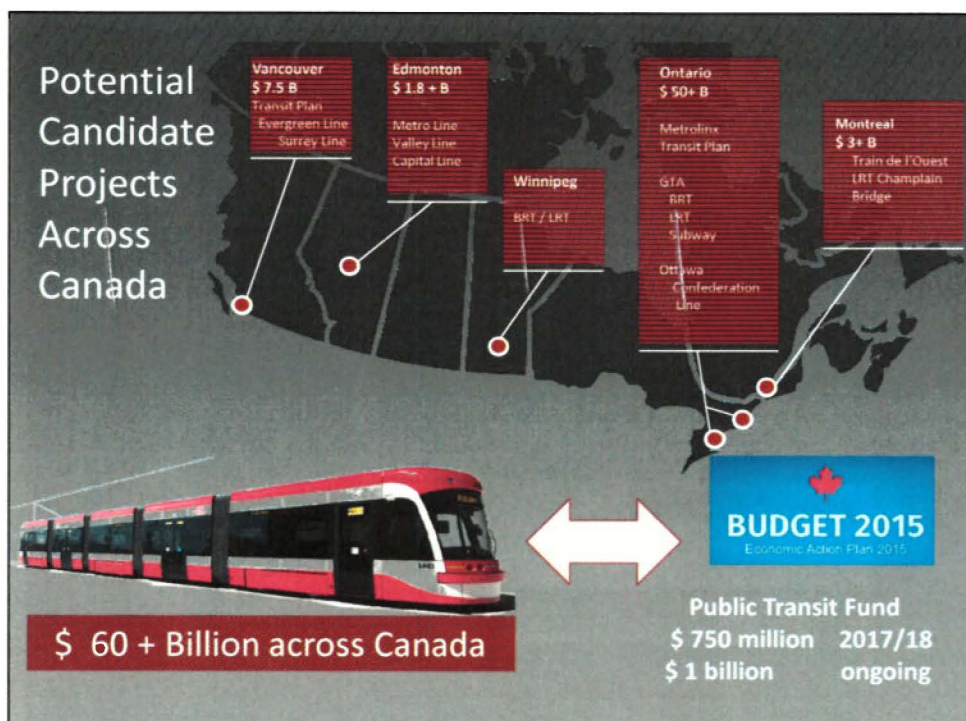 Potential
Candidate
Projects
Across
Canada
Vancouver
$ 7.5 B
Transit Plan
Evergreen Line
Surrey Line
Edmonton
$ 1.8 + B
Metro Line
Valley Line
Capital Line
Winnipeg
BRT / LRT
Ontario
$ 50+ B
Metrolinx
Transit Plan
GTA
BRT
LRT
Subway
Ottawa
Confederation
Line
Montreal
$ 3+ B
Train de l'Ouest
LRT Champlain
Bridge
BUDGET 2015
Economic Action Plan 2015
$ 60 + Billion across Canada
Public Transit Fund
$ 750 million 2017/18
$ 1 billion ongoing